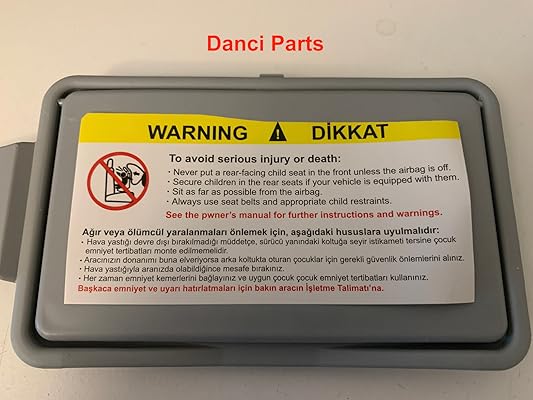 Danci Parts
WARNING DİKKAT
To avoid serious injury or death:
· Never put a rear-facing child seat in the front unless the airbag is off.
· Secure children in the rear seats if your vehicle is equipped with them.
· Sit as far as possible from the airbag.
· Always use seat belts and appropriate child restraints.
See the pwner's manual for further instructions and warnings.
Ağır veya ölümcül yaralanmaları önlemek için, aşağıdaki hususlara uyulmalıdır:
· Hava yastığı devre dışı bırakılmadığı müddetçe, sürücü yanındaki koltuğa seyir istikameti tersine çocuk
emniyet tertibatları monte edilmemelidir.
· Aracınızın donanımı buna elveriyorsa arka koltukta oturan çocuklar için gerekli güvenlik önlemlerini alınız.
· Hava yastığıyla aranızda olabildiğince mesafe bırakınız.
· Her zaman emniyet kemerlerini bağlayınız ve uygun çocuk çocuk emniyet tertibatları kullanınız.
Başkaca emniyet ve uyarı hatırlatmaları için bakın aracın İşletme Talimatı'na.